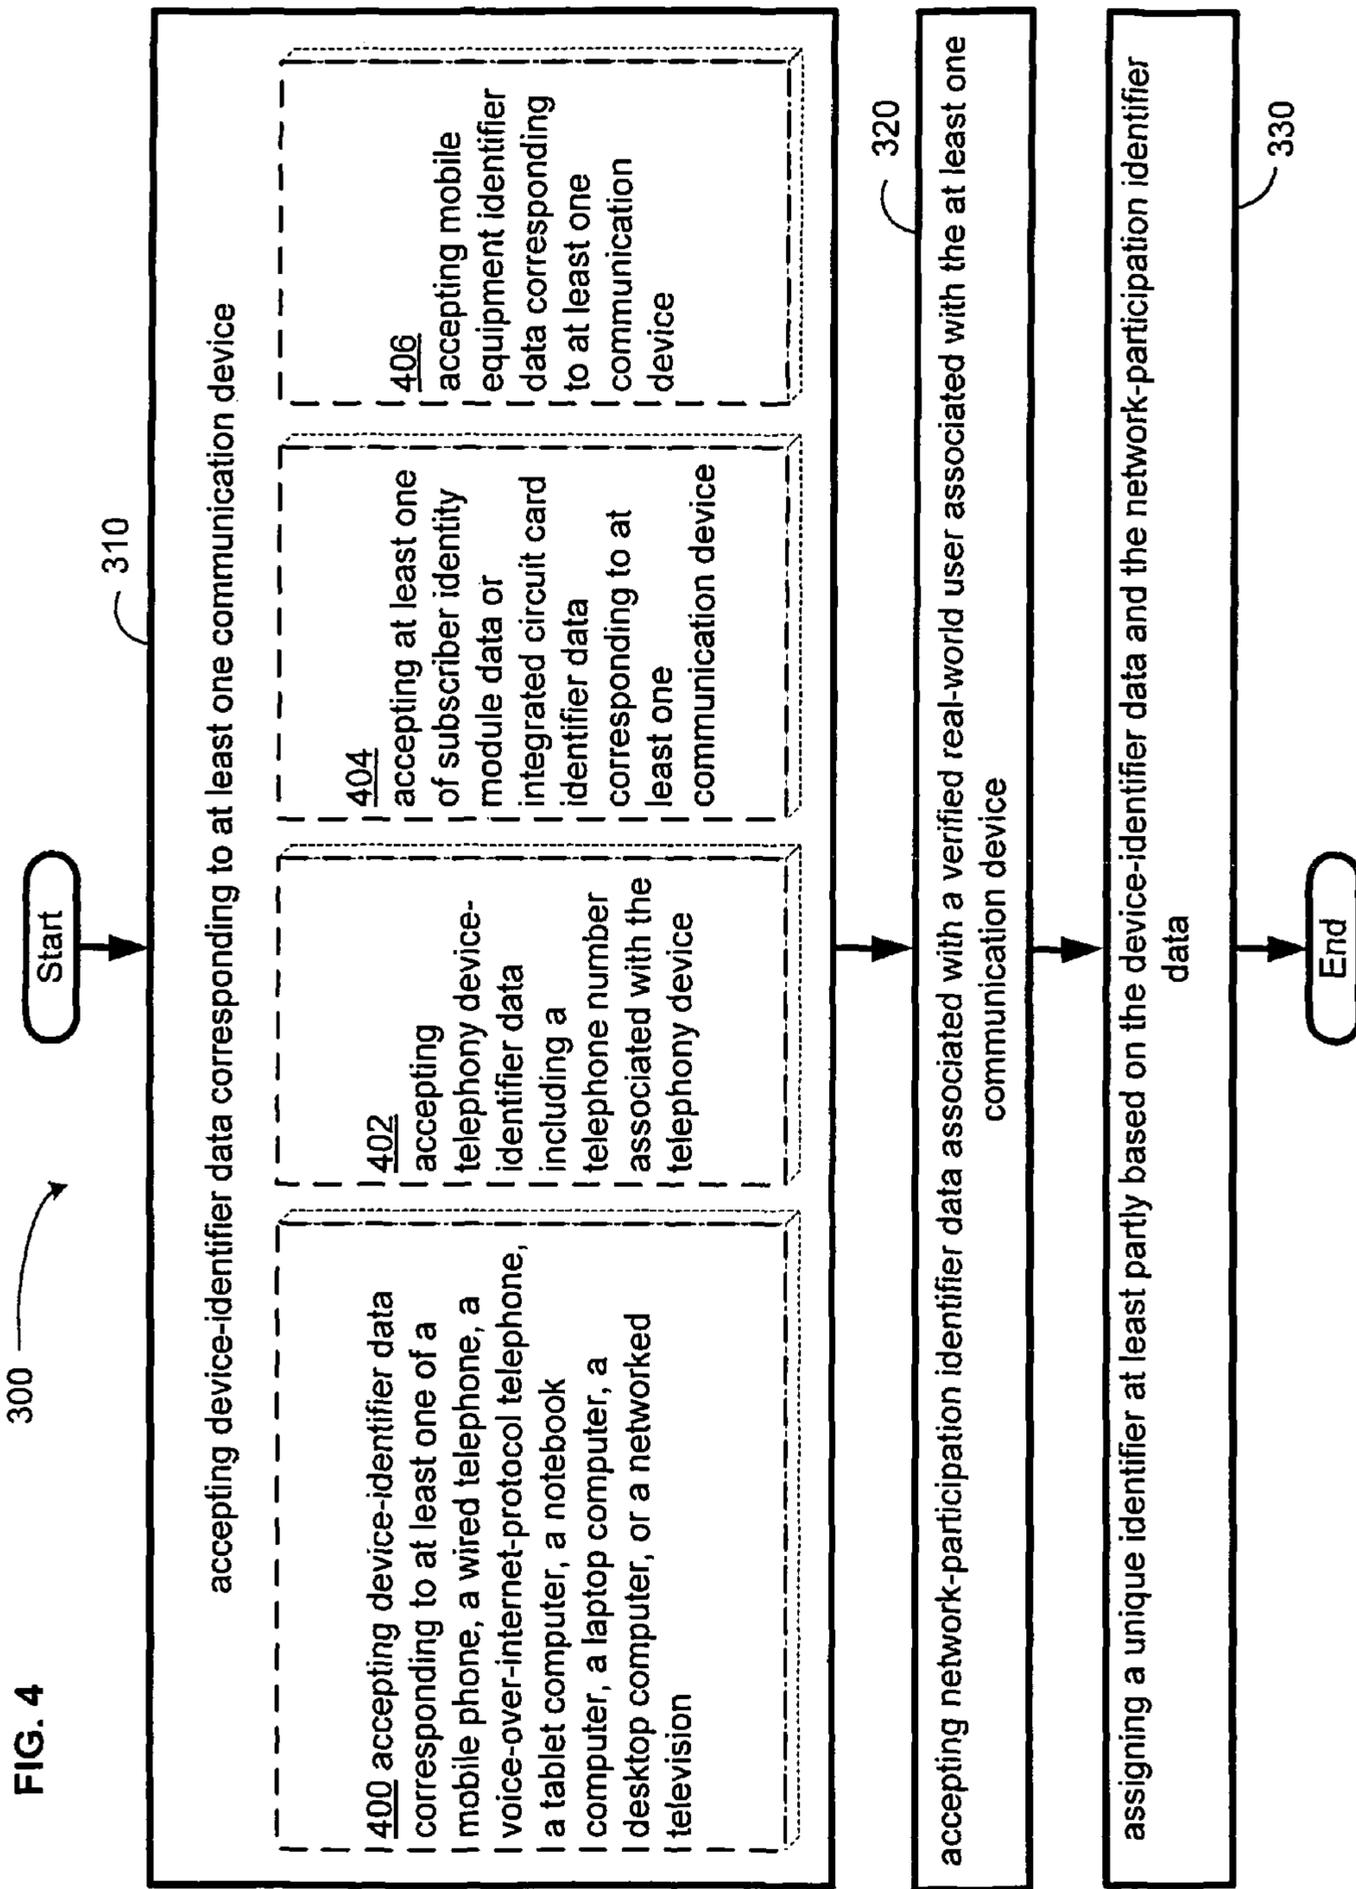 FIG. 4
300
Start
310
accepting device-identifier data corresponding to at least one communication device
400 accepting device-identifier data
corresponding to at least one of a
mobile phone, a wired telephone, a
voice-over-internet-protocol telephone,
a tablet computer, a notebook
computer, a laptop computer, a
desktop computer, or a networked
television
402
accepting
telephony device-
identifier data
including a
telephone number
associated with the
telephony device
404
accepting at least one
of subscriber identity
module data or
integrated circuit card
identifier data
corresponding to at
least one
communication device
406
accepting mobile
equipment identifier
data corresponding
to at least one
communication
device
320
accepting network-participation identifier data associated with a verified real-world user associated with the at least one
communication device
330
assigning a unique identifier at least partly based on the device-identifier data and the network-participation identifier
data
End